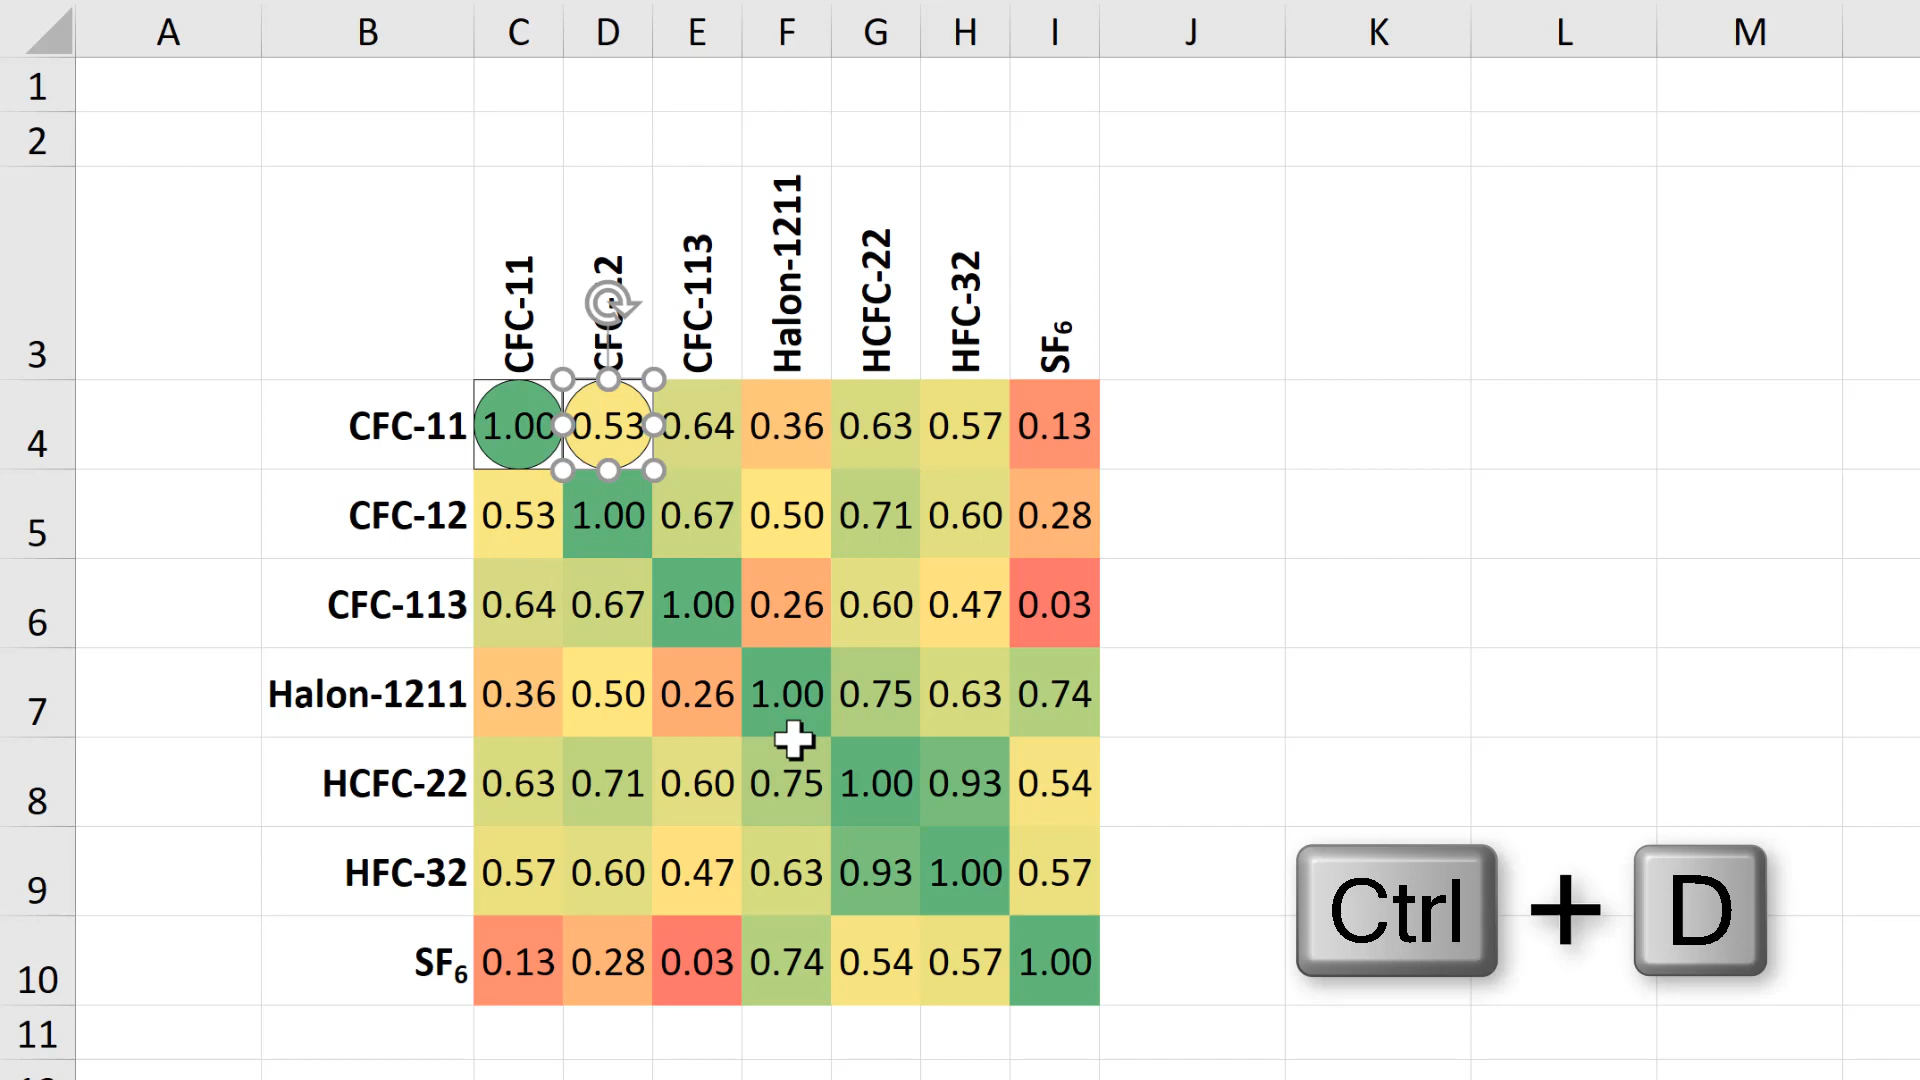 A B C D E F G H I J K L M
1
2
3 CFC-11 CFC-12 CFC-113 Halon-1211 HCFC-22 HFC-32 SF₆
4 CFC-11 1.00 0.53 0.64 0.36 0.63 0.57 0.13
5 CFC-12 0.53 1.00 0.67 0.50 0.71 0.60 0.28
6 CFC-113 0.64 0.67 1.00 0.26 0.60 0.47 0.03
7 Halon-1211 0.36 0.50 0.26 1.00 0.75 0.63 0.74
8 HCFC-22 0.63 0.71 0.60 0.75 1.00 0.93 0.54
9 HFC-32 0.57 0.60 0.47 0.63 0.93 1.00 0.57
Ctrl + D
10 SF₆ 0.13 0.28 0.03 0.74 0.54 0.57 1.00
11